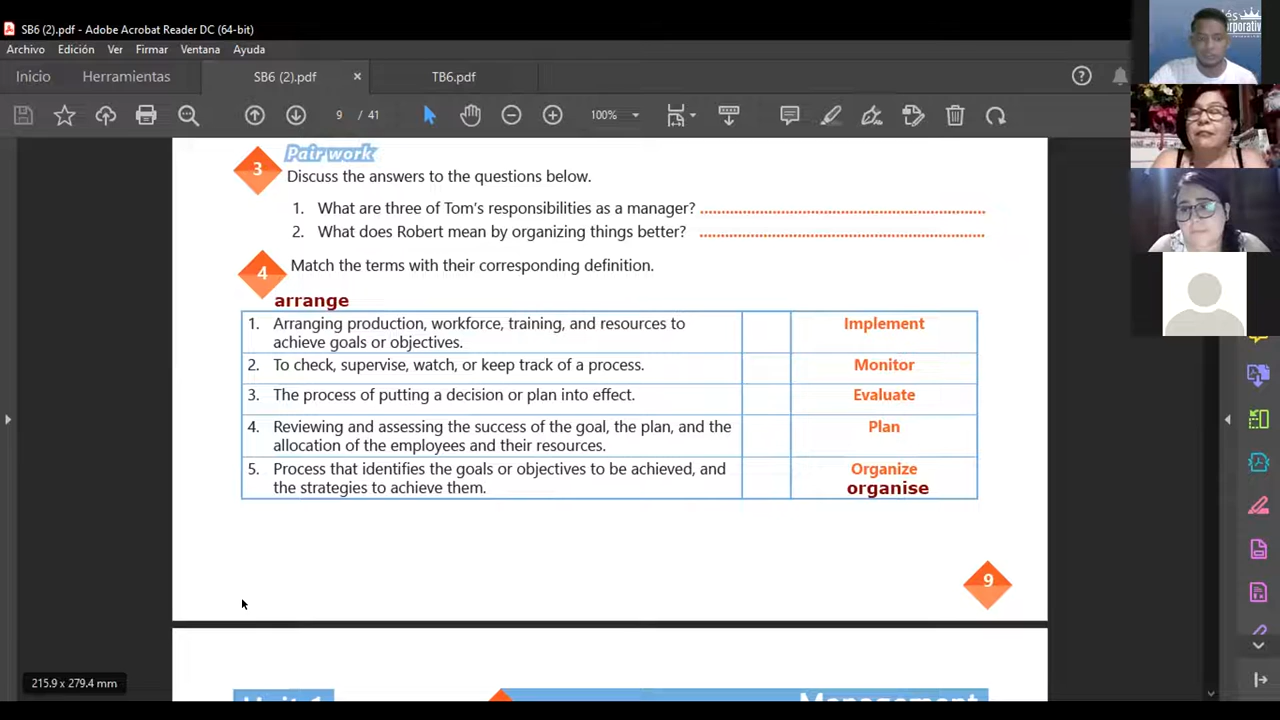 SB6 (2).pdf - Adobe Acrobat Reader DC (64-bit)
Archivo Edición Ver Firmar Ventana Ayuda
Inicio Herramientas SB6 (2).pdf × TB6.pdf
9 / 41 100%
Pair work
3 Discuss the answers to the questions below.
1. What are three of Tom's responsibilities as a manager?
2. What does Robert mean by organizing things better?
4 Match the terms with their corresponding definition.
arrange
1. Arranging production, workforce, training, and resources to Implement
achieve goals or objectives.
2. To check, supervise, watch, or keep track of a process. Monitor
3. The process of putting a decision or plan into effect. Evaluate
4. Reviewing and assessing the success of the goal, the plan, and the Plan
allocation of the employees and their resources.
5. Process that identifies the goals or objectives to be achieved, and Organize
the strategies to achieve them. organise
9
215.9 x 279.4 mm
Unit 1 Management